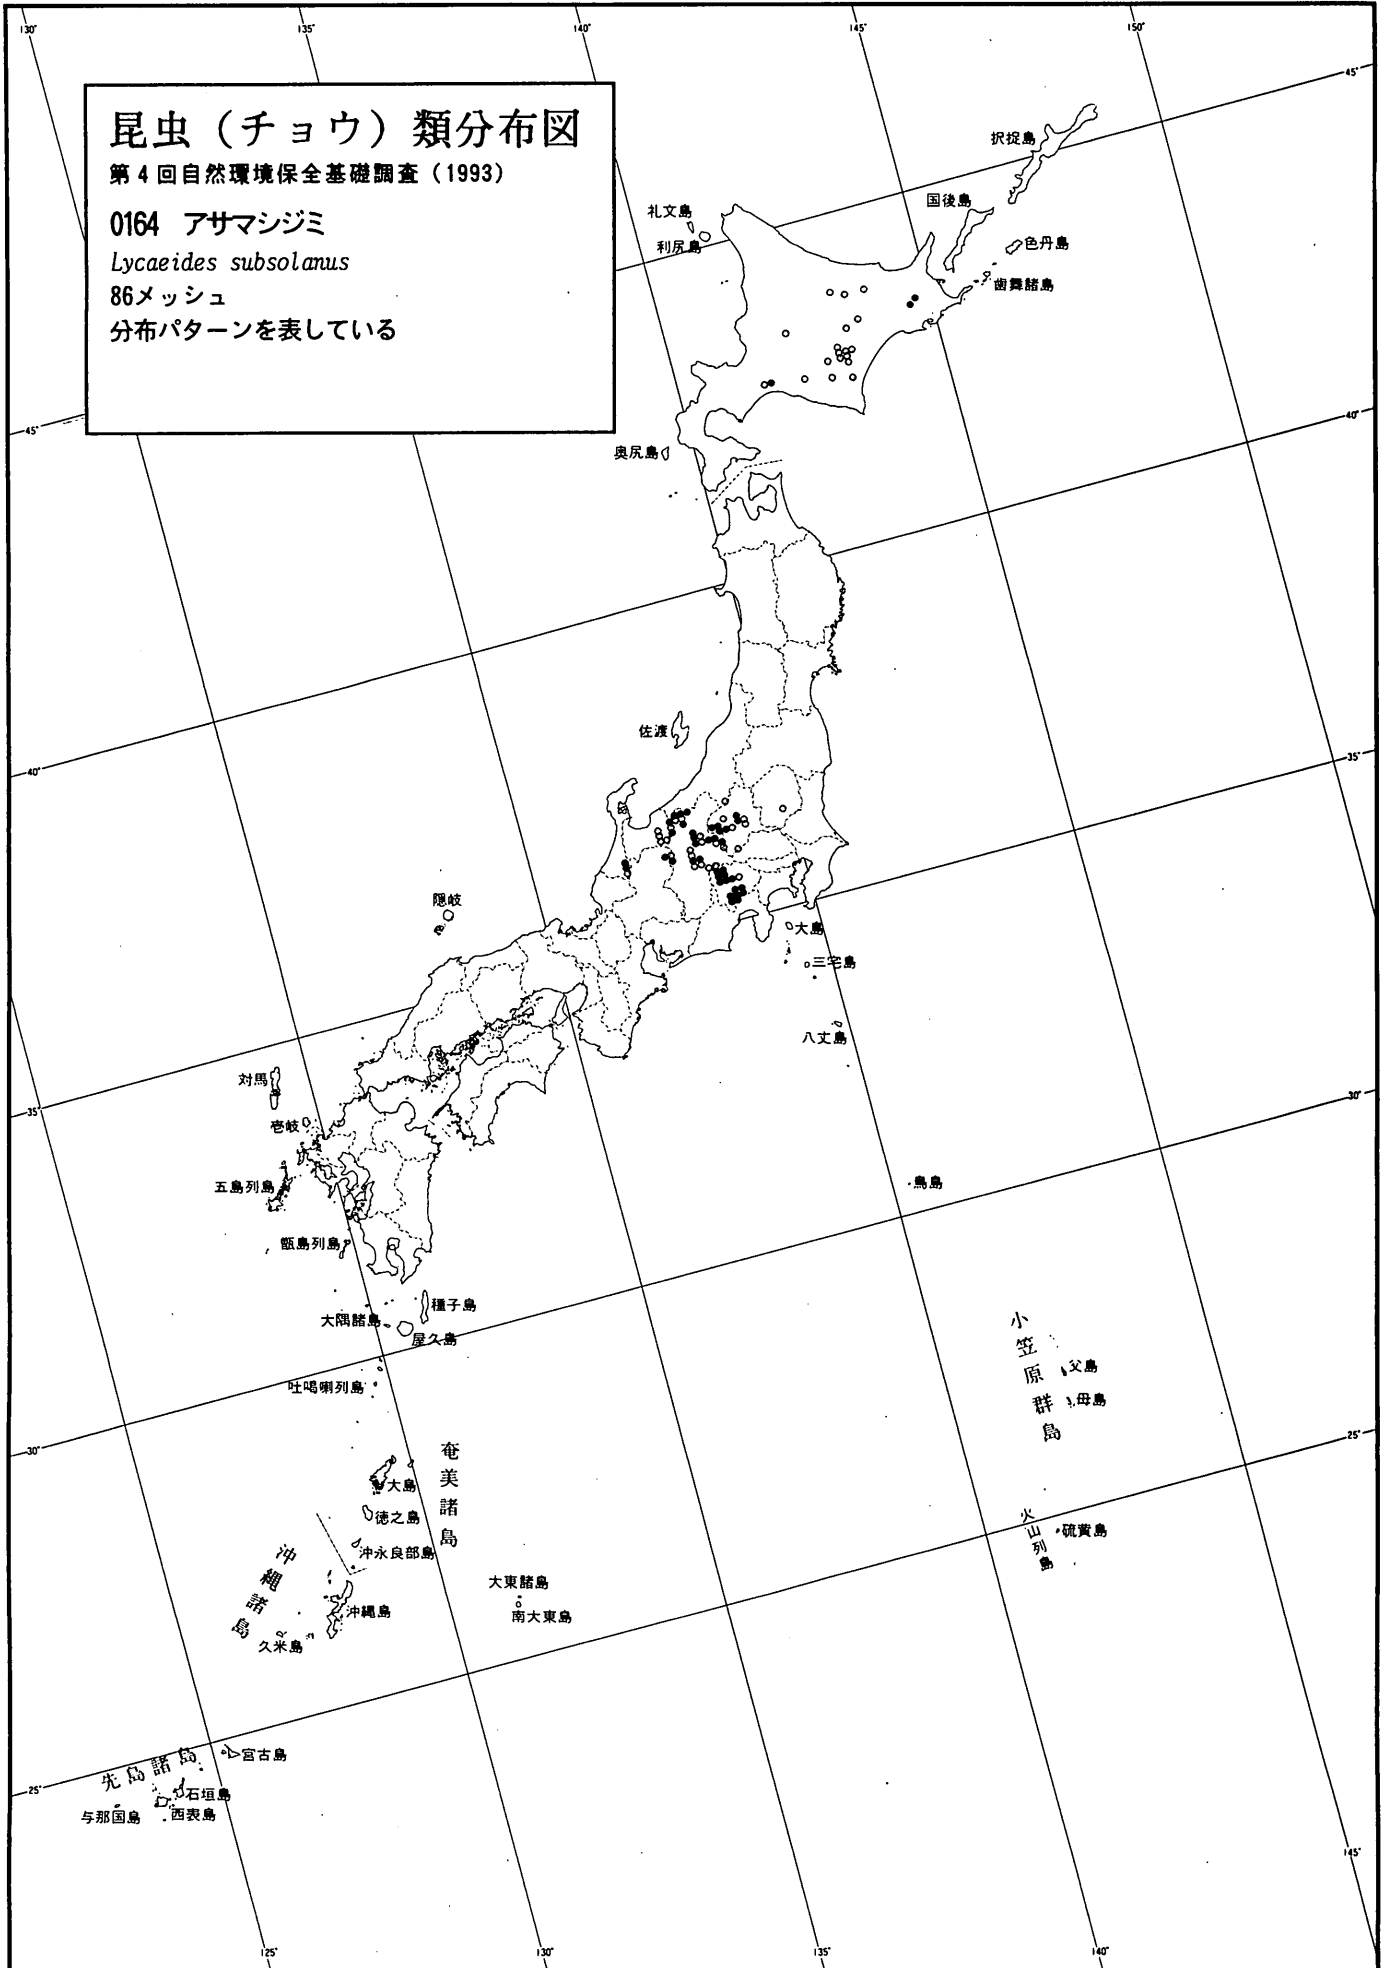 130°
135°
140°
145°
150°
昆虫（チョウ）類分布図
第4回自然環境保全基礎調査（1993）
0164 アサマシジミ
Lycaeides subsolanus
86メッシュ
分布パターンを表している
45°
択捉島
国後島
礼文島
利尻島
色丹島
歯舞諸島
45°
40°
奥尻島
佐渡
40°
35°
隠岐
大島
三宅島
八丈島
対馬
35°
壱岐
30°
五島列島
鳥島
甑島列島
種子島
大隅諸島
屋久島
吐噶喇列島
小笠原群島
父島
母島
30°
25°
奄美諸島
大島
徳之島
沖永良部島
火山列島
硫黄島
沖縄諸島
大東諸島
沖縄島
南大東島
久米島
先島諸島
宮古島
25°
石垣島
与那国島
西表島
145°
125°
130°
135°
140°